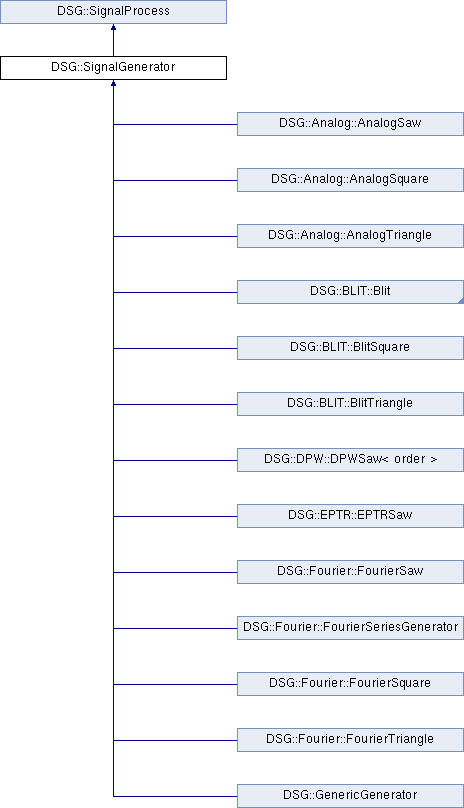 DSG::SignalProcess
DSG::SignalGenerator
DSG::Analog::AnalogSaw
DSG::Analog::AnalogSquare
DSG::Analog::AnalogTriangle
DSG::BLIT::Blit
DSG::BLIT::BlitSquare
DSG::BLIT::BlitTriangle
DSG::DPW::DPWSaw< order >
DSG::EPTR::EPTRSaw
DSG::Fourier::FourierSaw
DSG::Fourier::FourierSeriesGenerator
DSG::Fourier::FourierSquare
DSG::Fourier::FourierTriangle
DSG::GenericGenerator